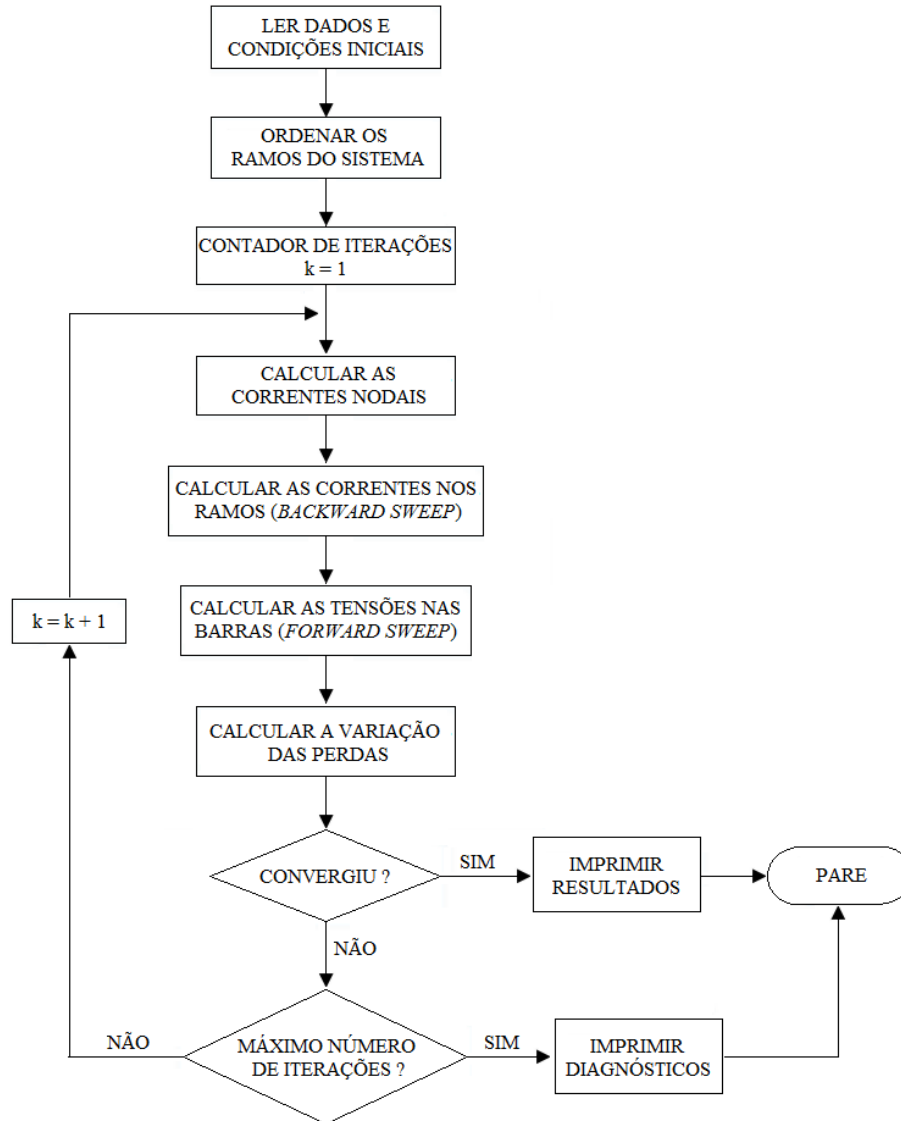 LER DADOS E
CONDIÇÕES INICIAIS
ORDENAR OS
RAMOS DO SISTEMA
CONTADOR DE ITERAÇÕES
k = 1
CALCULAR AS
CORRENTES NODAIS
CALCULAR AS CORRENTES NOS
RAMOS (BACKWARD SWEEP)
CALCULAR AS TENSÕES NAS
BARRAS (FORWARD SWEEP)
k = k + 1
CALCULAR A VARIAÇÃO
DAS PERDAS
CONVERGIU ?
SIM
IMPRIMIR
RESULTADOS
PARE
NÃO
MÁXIMO NÚMERO
DE ITERAÇÕES ?
NÃO
SIM
IMPRIMIR
DIAGNÓSTICOS